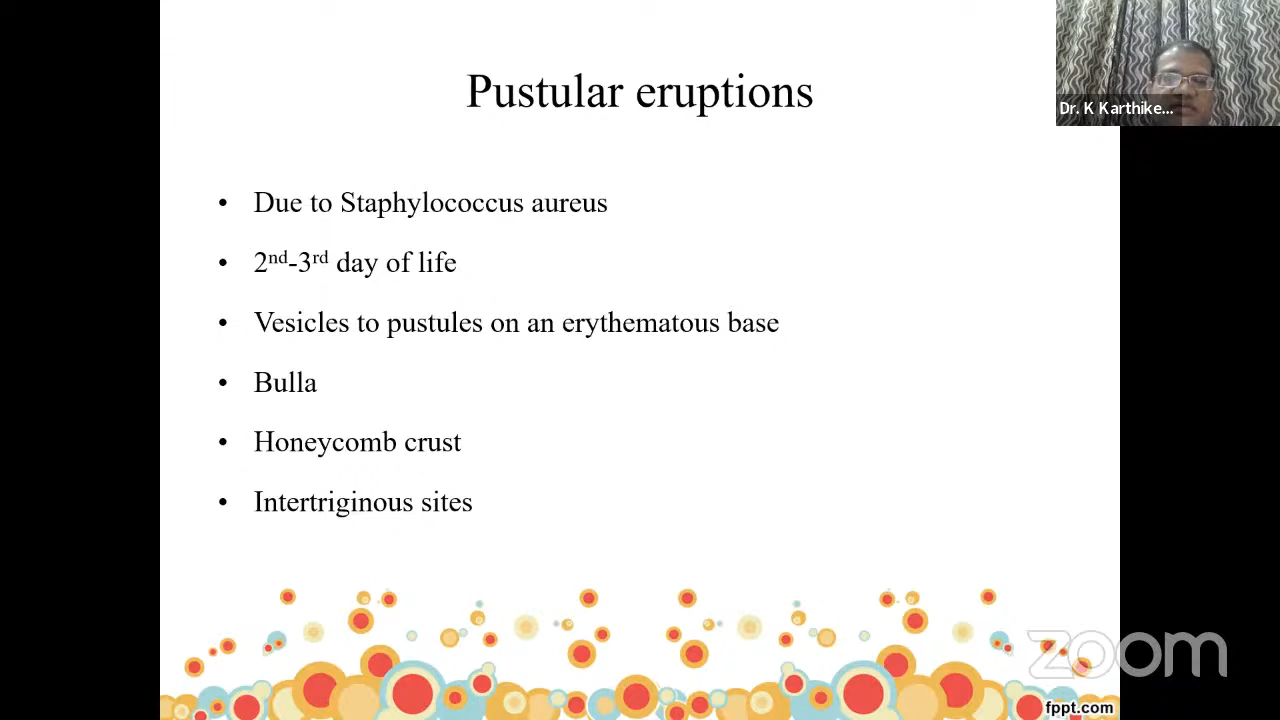 Pustular eruptions
Dr. K Karthike...
• Due to Staphylococcus aureus
• 2nd-3rd day of life
• Vesicles to pustules on an erythematous base
• Bulla
• Honeycomb crust
• Intertriginous sites
zoom
fppt.com